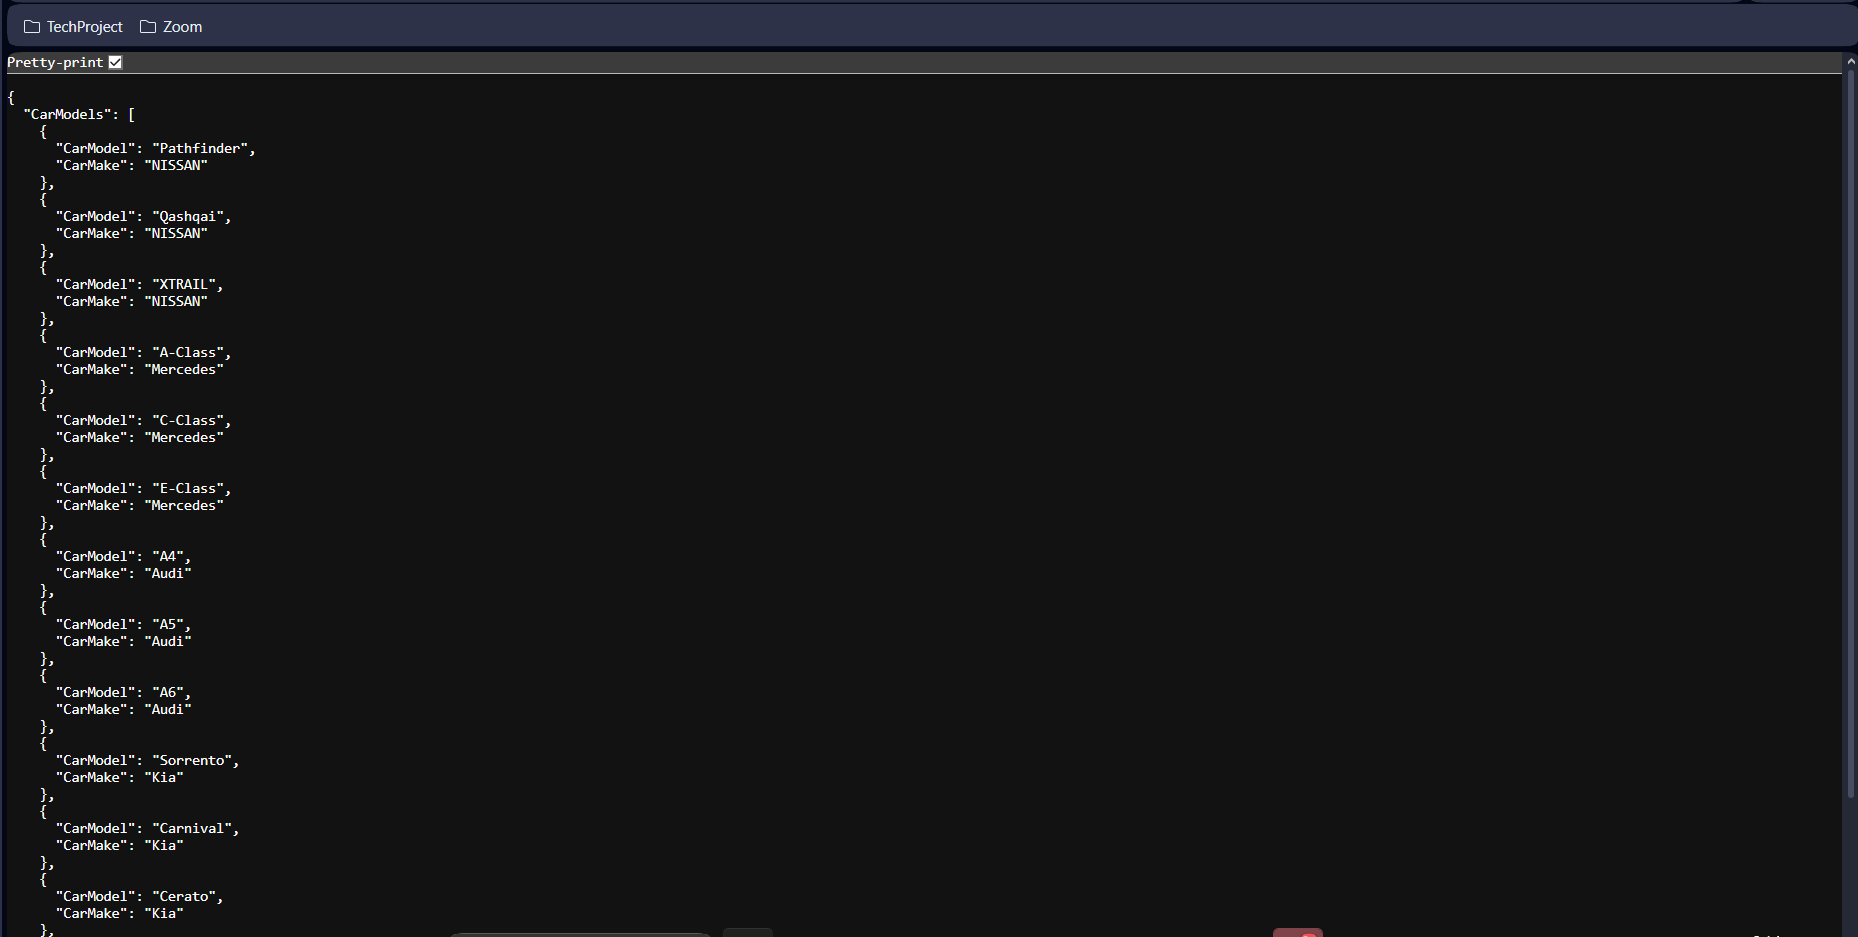 TechProject Zoom
Pretty-print
{
  "CarModels": [
    {
      "CarModel": "Pathfinder",
      "CarMake": "NISSAN"
    },
    {
      "CarModel": "Qashqai",
      "CarMake": "NISSAN"
    },
    {
      "CarModel": "XTRAIL",
      "CarMake": "NISSAN"
    },
    {
      "CarModel": "A-Class",
      "CarMake": "Mercedes"
    },
    {
      "CarModel": "C-Class",
      "CarMake": "Mercedes"
    },
    {
      "CarModel": "E-Class",
      "CarMake": "Mercedes"
    },
    {
      "CarModel": "A4",
      "CarMake": "Audi"
    },
    {
      "CarModel": "A5",
      "CarMake": "Audi"
    },
    {
      "CarModel": "A6",
      "CarMake": "Audi"
    },
    {
      "CarModel": "Sorrento",
      "CarMake": "Kia"
    },
    {
      "CarModel": "Carnival",
      "CarMake": "Kia"
    },
    {
      "CarModel": "Cerato",
      "CarMake": "Kia"
    },